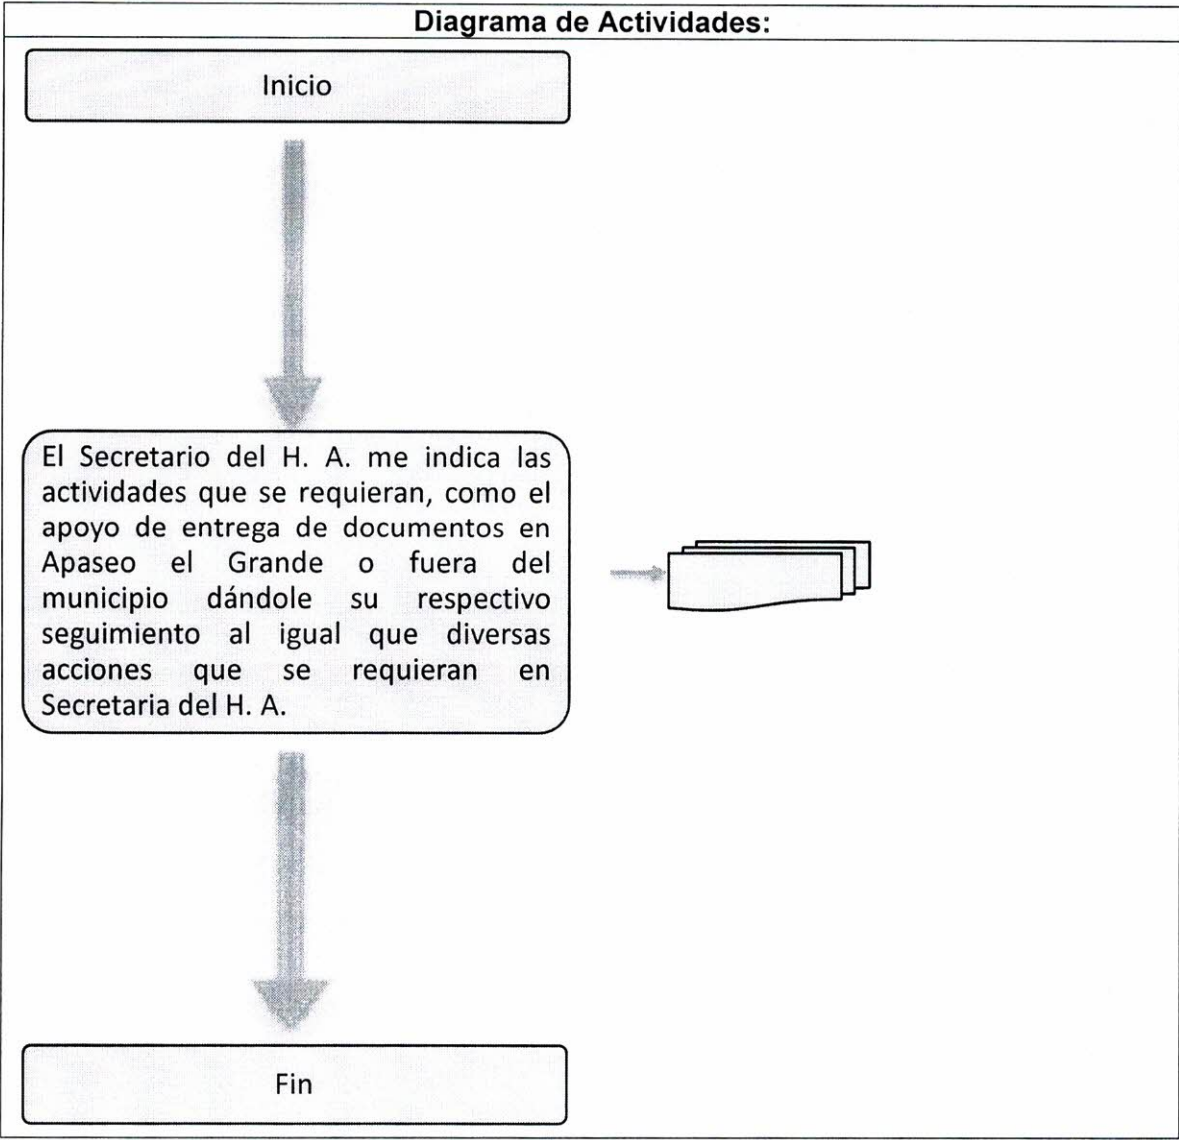 Diagrama de Actividades:
Inicio
El Secretario del H. A. me indica las
actividades que se requieran, como el
apoyo de entrega de documentos en
Apaseo el Grande o fuera del
municipio dándole su respectivo
seguimiento al igual que diversas
acciones que se requieran en
Secretaria del H. A.
Fin